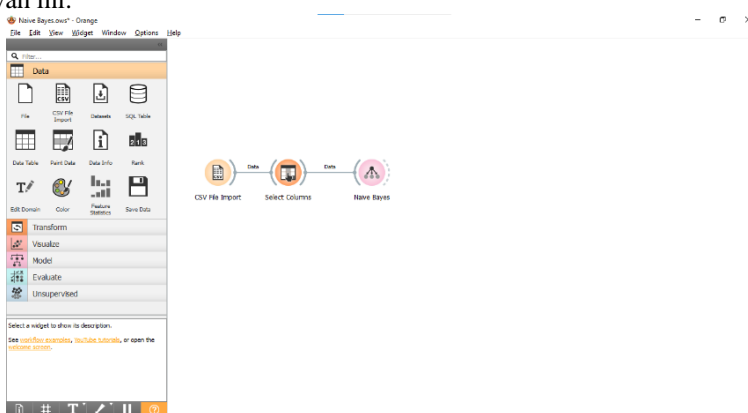 Naive Bayes.ows* - Orange
File Edit View Widget Window Options Help
Filter...
Data
File
CSV File Import
Datasets
SQL Table
Data Table
Paint Data
Data Info
Rank
Edit Domain
Color
Feature Statistics
Save Data
Transform
Visualize
Model
Evaluate
Unsupervised
Select a widget to show its description.
See workflow examples, YouTube tutorials, or open the
welcome screen.
Data
Data
CSV File Import
Select Columns
Naive Bayes